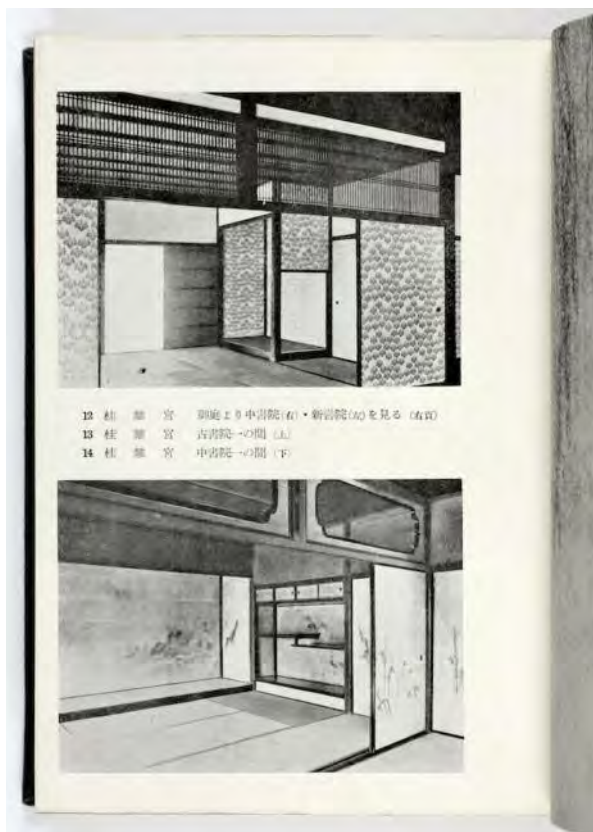 12 桂離宮 前庭より中書院(右)・新書院(左)を見る (右頁)
13 桂離宮 古書院一の間 (上)
14 桂離宮 中書院一の間 (下)